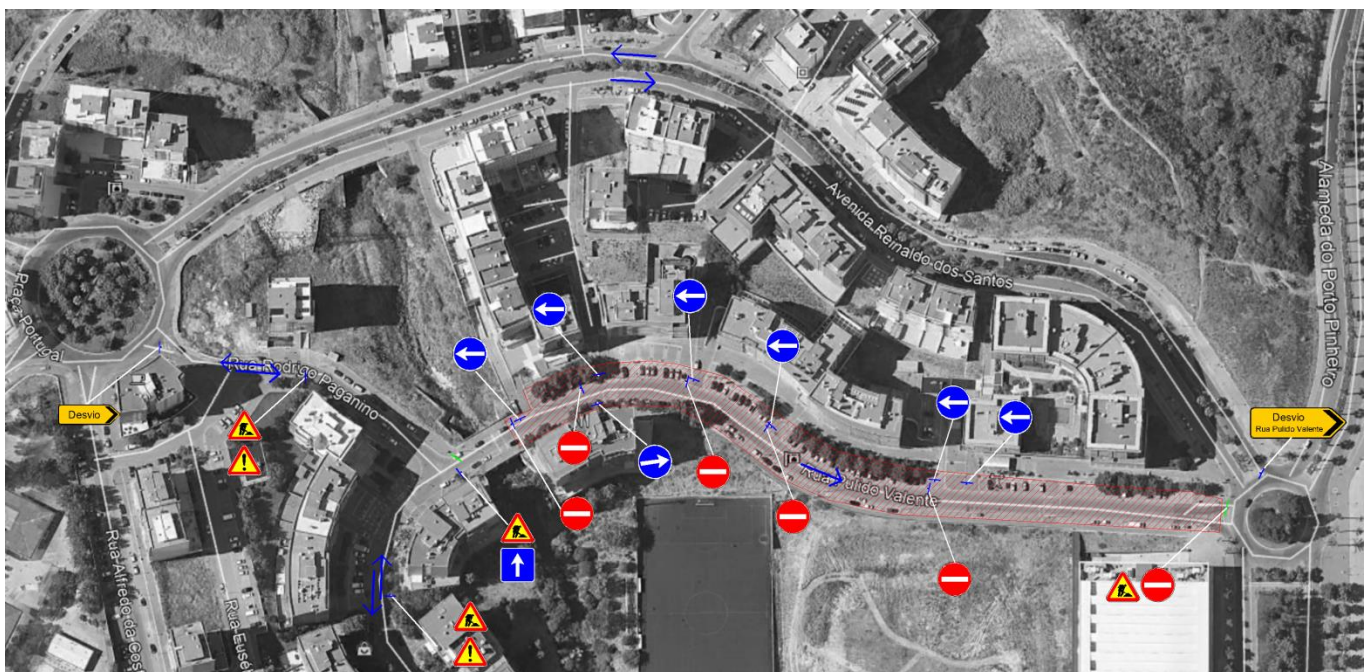 Avenida Reinaldo dos Santos
Alameda do Porto Pinheiro
Praça Portugal
Rua Rodrigo Paganino
Desvio
Desvio
Rua Pulido Valente
Rua Pulido Valente
Rua Alfredo da Cos
Rua Eusé